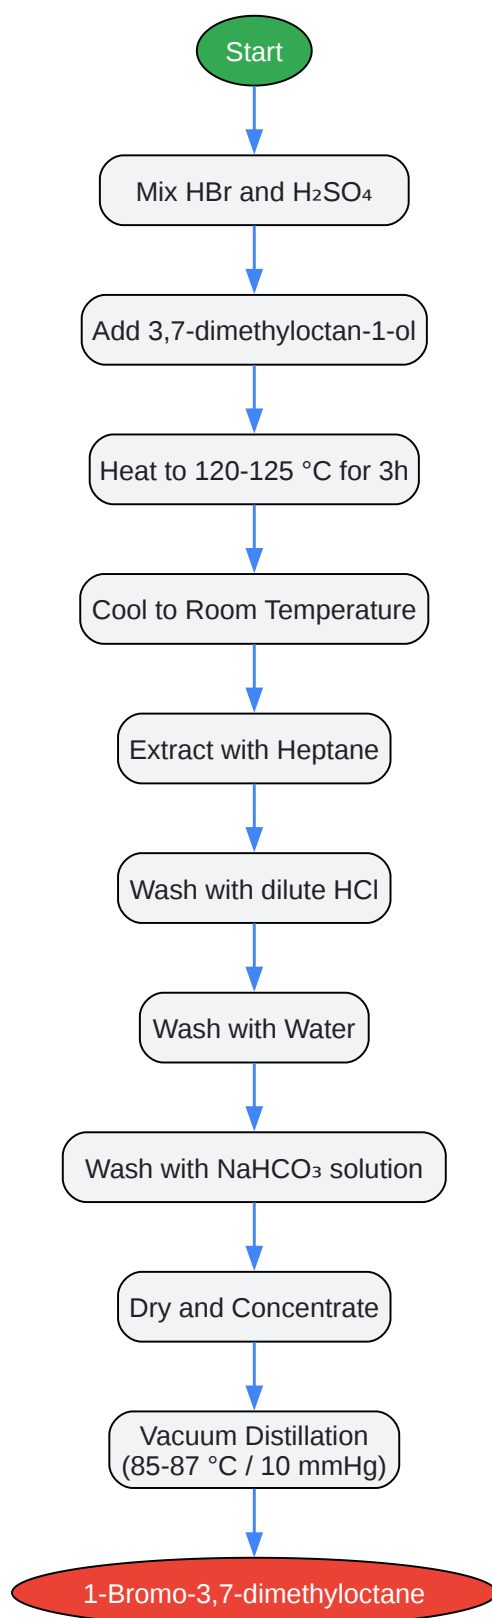 Start
Mix HBr and H₂SO₄
Add 3,7-dimethyloctan-1-ol
Heat to 120-125 °C for 3h
Cool to Room Temperature
Extract with Heptane
Wash with dilute HCl
Wash with Water
Wash with NaHCO₃ solution
Dry and Concentrate
Vacuum Distillation
(85-87 °C / 10 mmHg)
1-Bromo-3,7-dimethyloctane